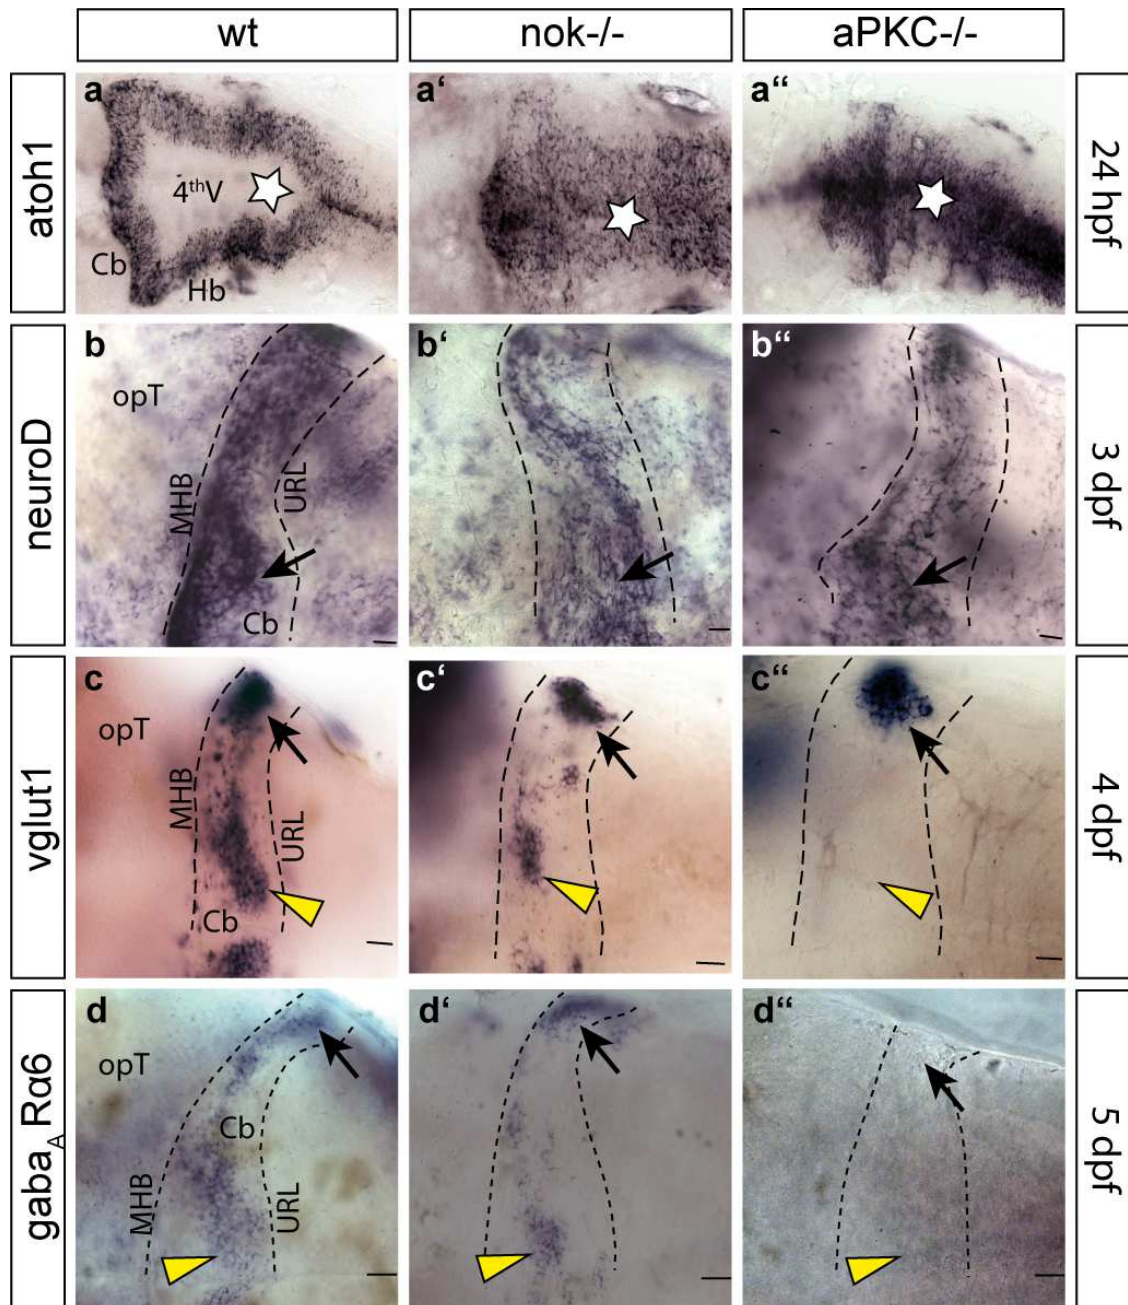 wt
nok-/-
aPKC-/-
atoh1
a
4thV
Cb
Hb
a‘
a“
24 hpf
neuroD
b
opT
MHB
URL
Cb
b‘
b“
3 dpf
vglut1
c
opT
MHB
URL
Cb
c‘
c“
4 dpf
gabaA Rα6
d
opT
Cb
MHB
URL
d‘
d“
5 dpf